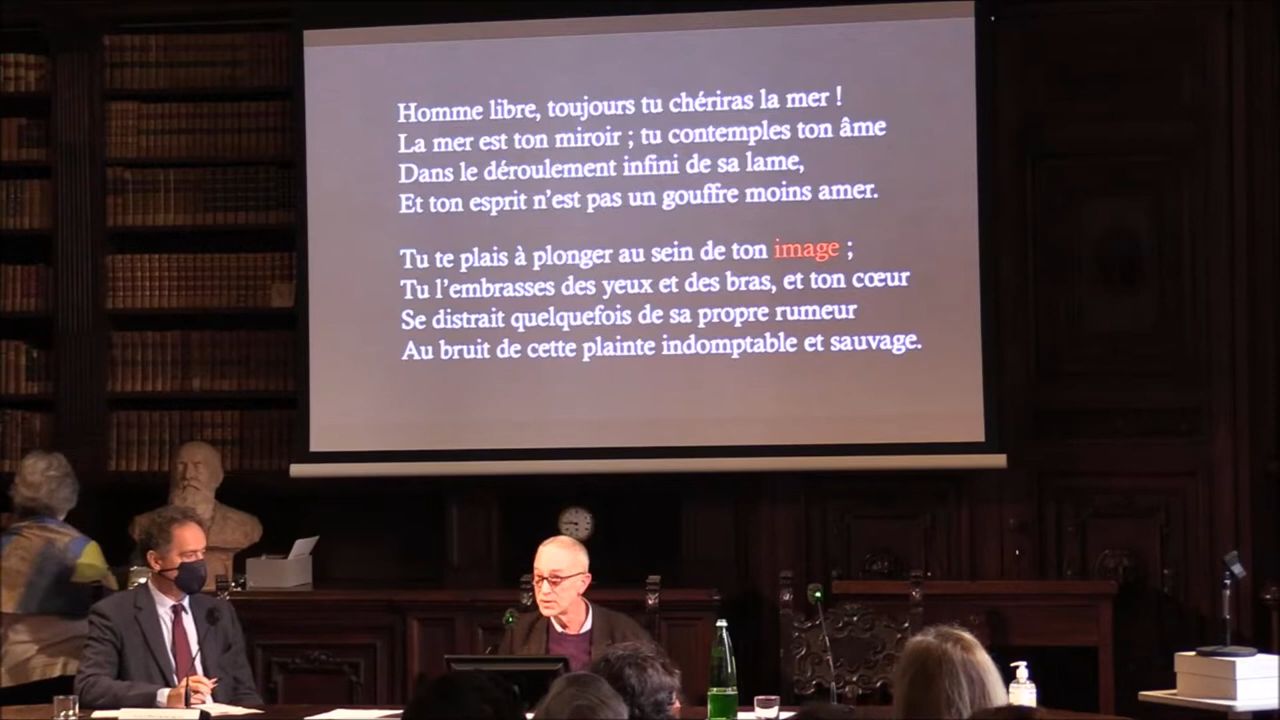 Homme libre, toujours tu chériras la mer !
La mer est ton miroir ; tu contemples ton âme
Dans le déroulement infini de sa lame,
Et ton esprit n’est pas un gouffre moins amer.
Tu te plais à plonger au sein de ton image ;
Tu l’embrasses des yeux et des bras, et ton cœur
Se distrait quelquefois de sa propre rumeur
Au bruit de cette plainte indomptable et sauvage.